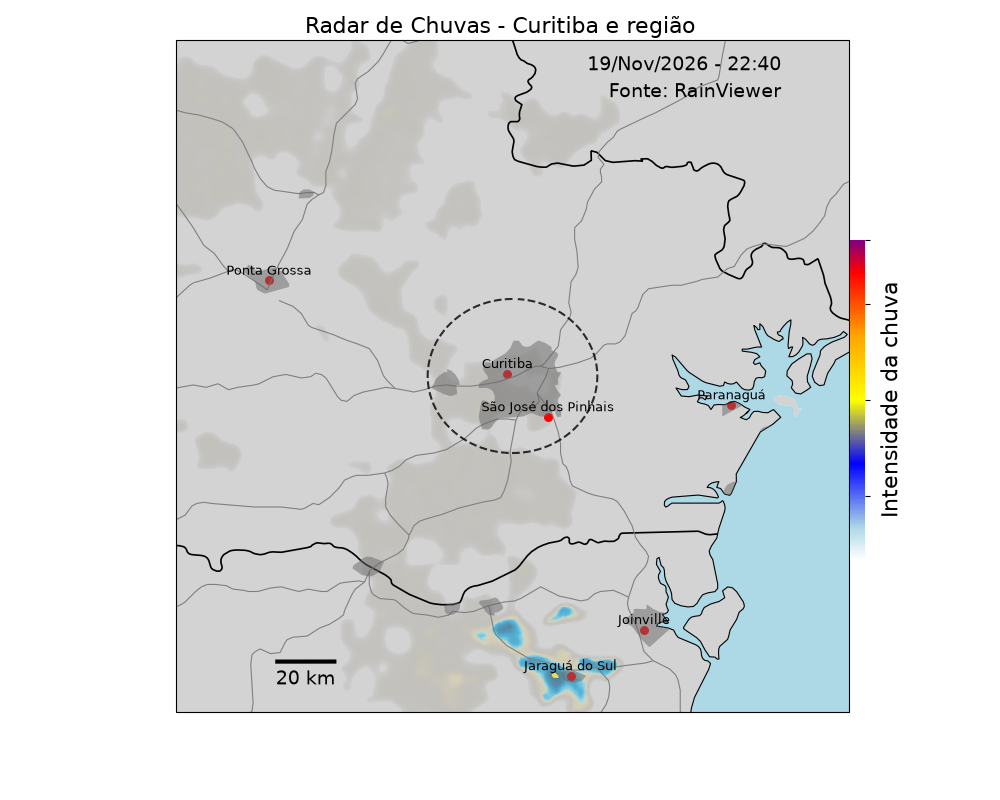 Radar de Chuvas - Curitiba e região
19/Nov/2026 - 22:40
Fonte: RainViewer
Ponta Grossa
Curitiba
São José dos Pinhais
Paranaguá
Intensidade da chuva
Joinville
Jaraguá do Sul
20 km